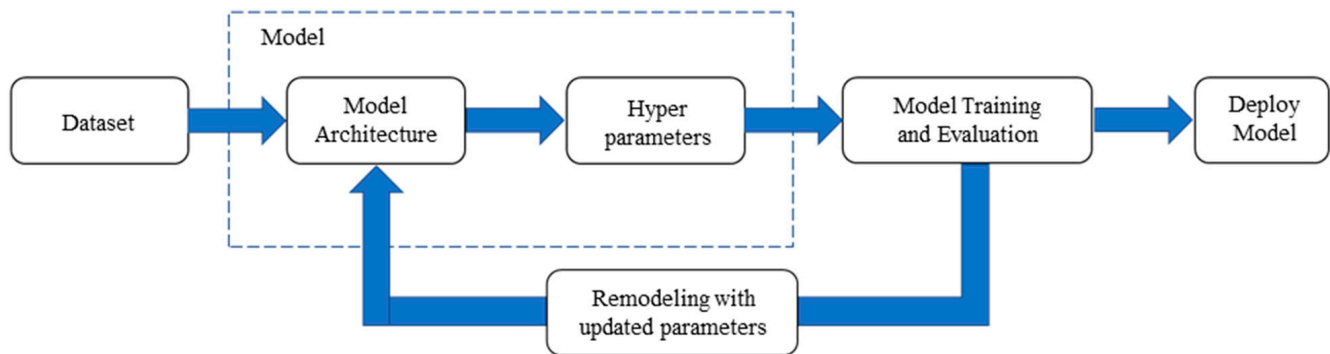 Model
Dataset
Model
Architecture
Hyper
parameters
Model Training
and Evaluation
Deploy
Model
Remodeling with
updated parameters